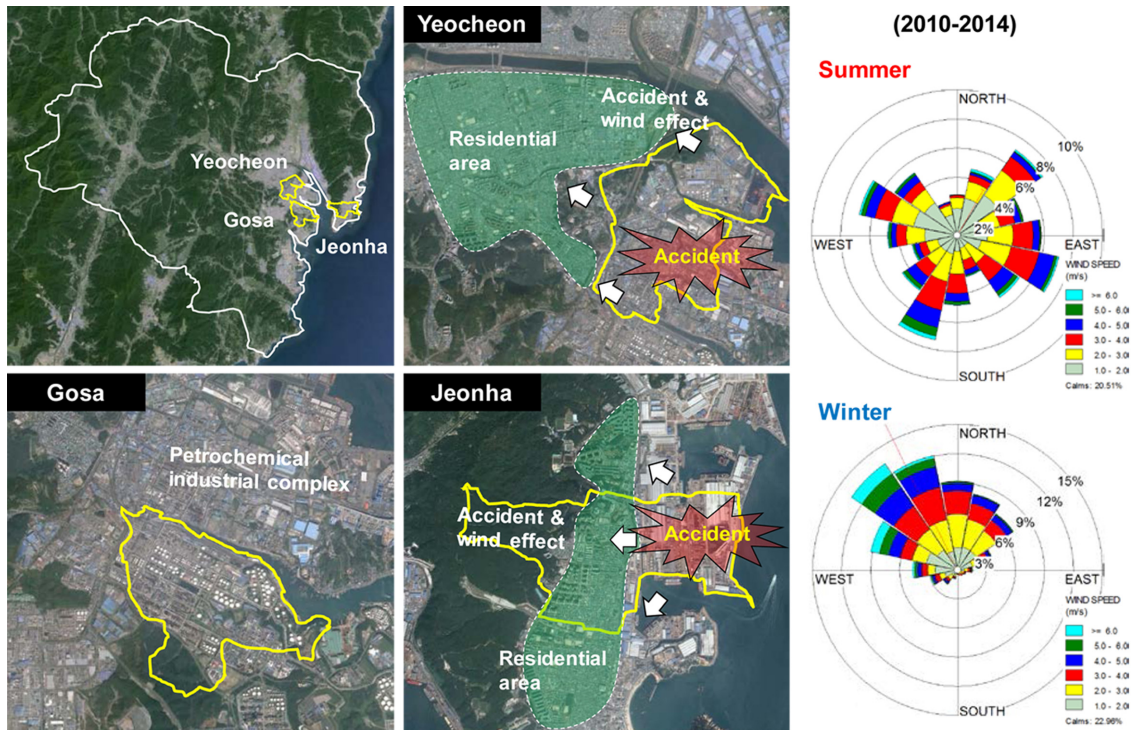 Yeocheon
Gosa
Jeonha
Yeocheon
Accident &
wind effect
Residential
area
Accident
Gosa
Petrochemical
industrial complex
Jeonha
Accident &
wind effect
Accident
Residential
area
(2010-2014)
Summer
NORTH
10%
8%
6%
4%
2%
WEST
EAST
WIND SPEED
(m/s)
>= 6.0
5.0 - 6.0
4.0 - 5.0
3.0 - 4.0
2.0 - 3.0
1.0 - 2.0
SOUTH
Calms: 20.51%
Winter
NORTH
15%
12%
9%
6%
3%
WEST
EAST
WIND SPEED
(m/s)
>= 6.0
5.0 - 6.0
4.0 - 5.0
3.0 - 4.0
2.0 - 3.0
1.0 - 2.0
SOUTH
Calms: 22.96%